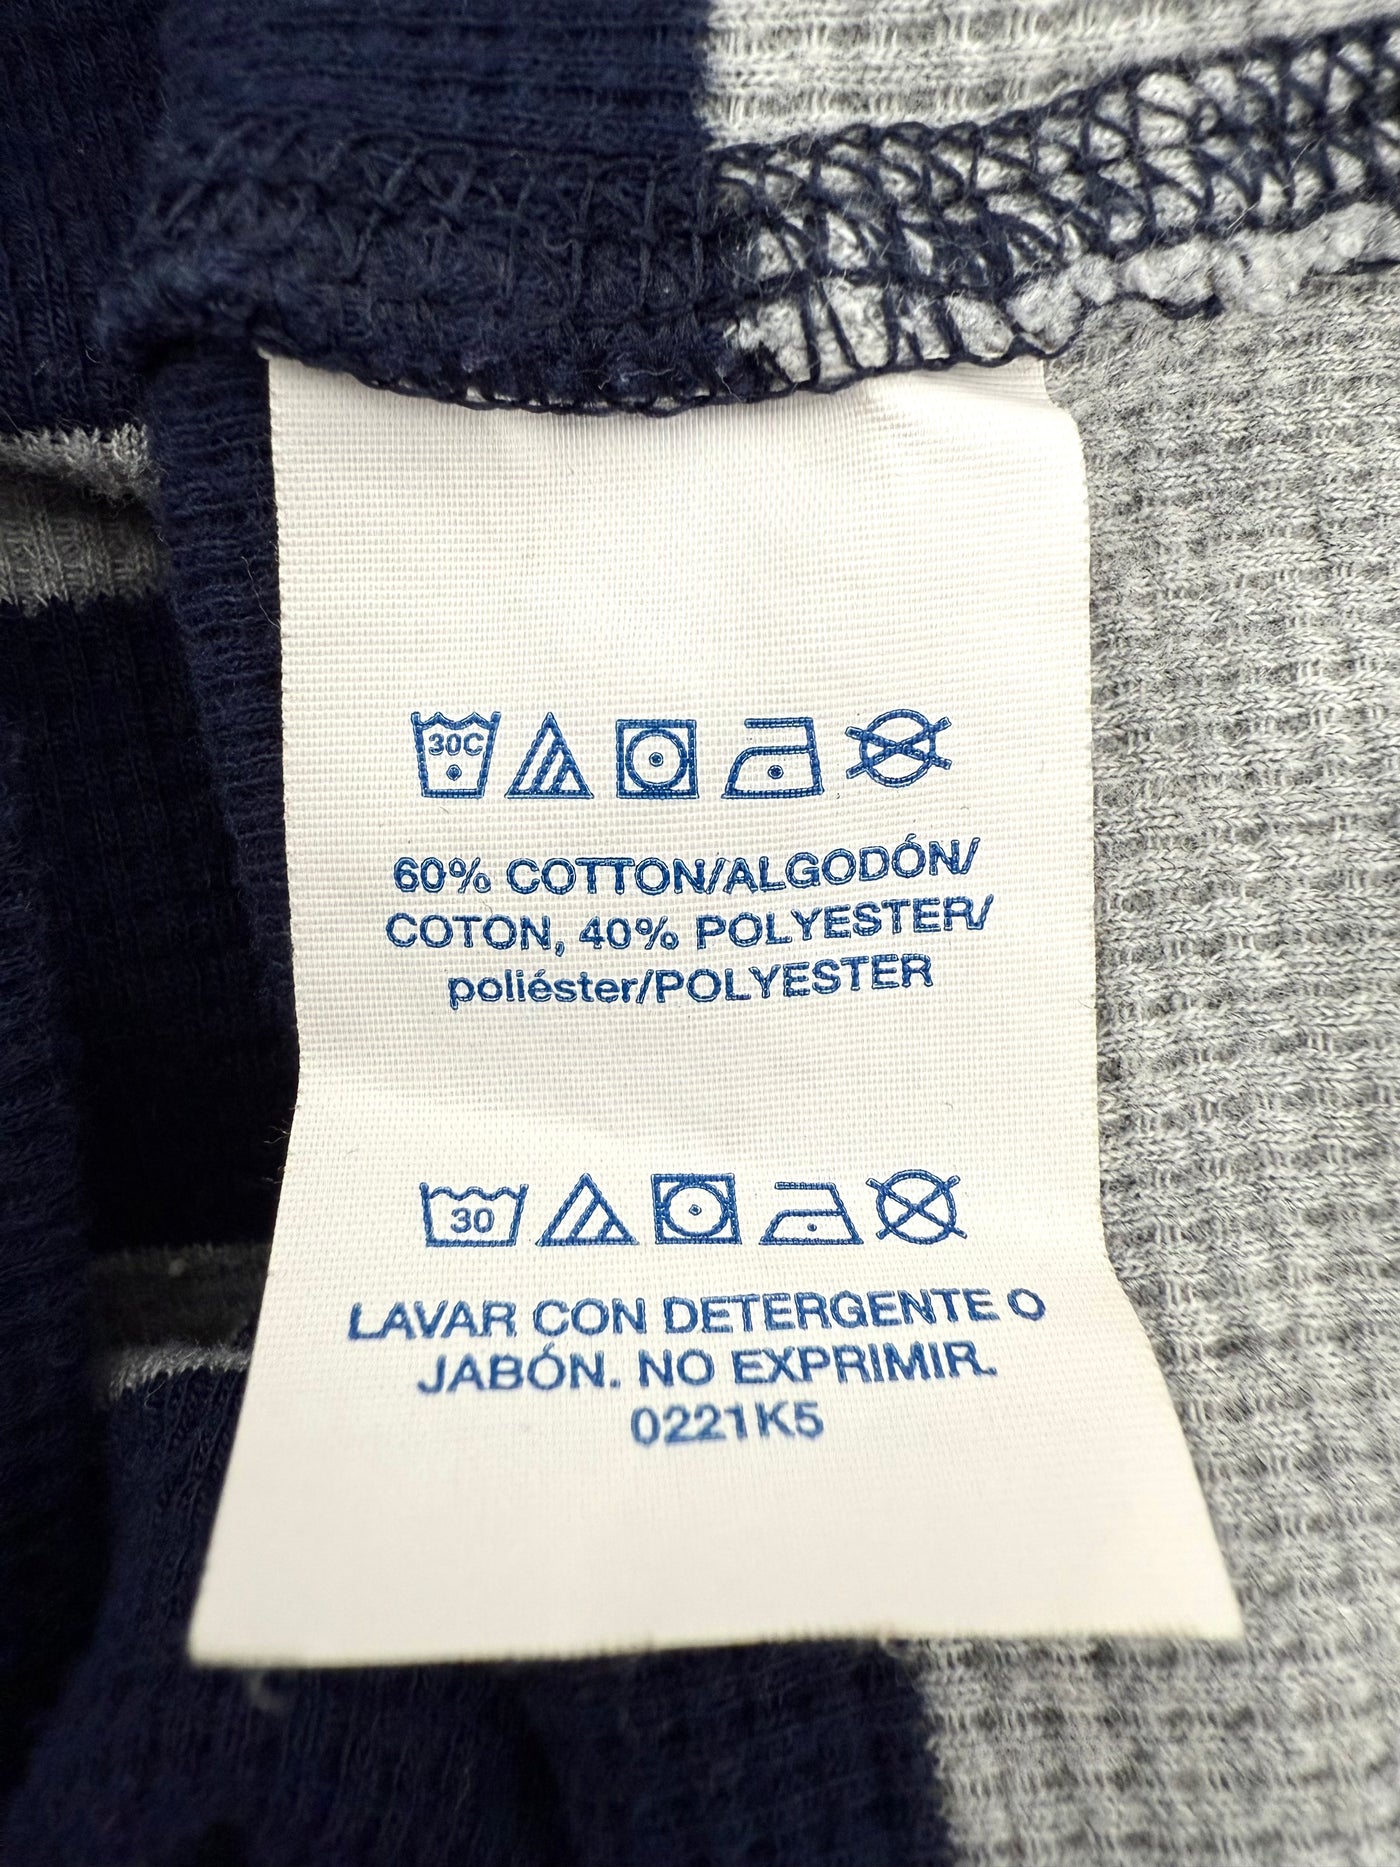 30C
60% COTTON/ALGODÓN/
COTON, 40% POLYESTER/
poliéster/POLYESTER
30
LAVAR CON DETERGENTE O
JABÓN. NO EXPRIMIR.
0221K5